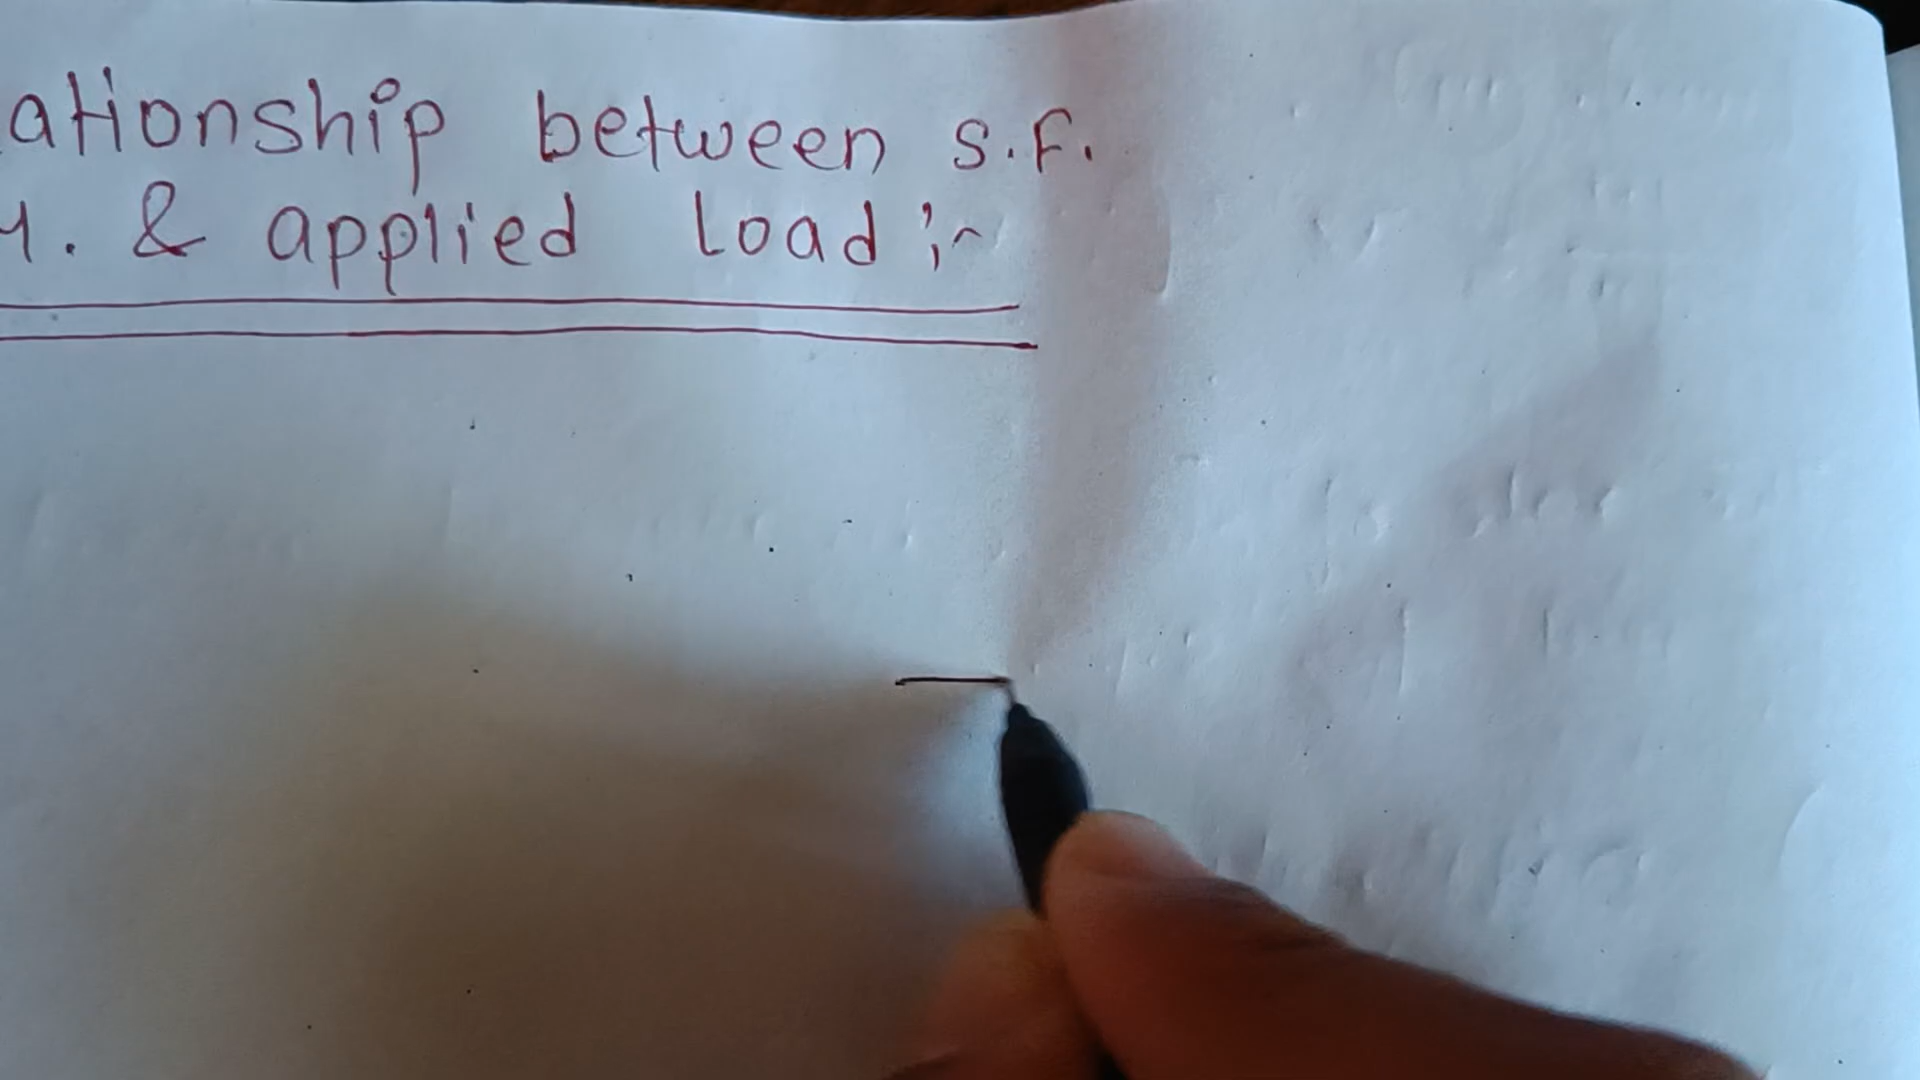 ationship between S.F.
M. & applied Load :-